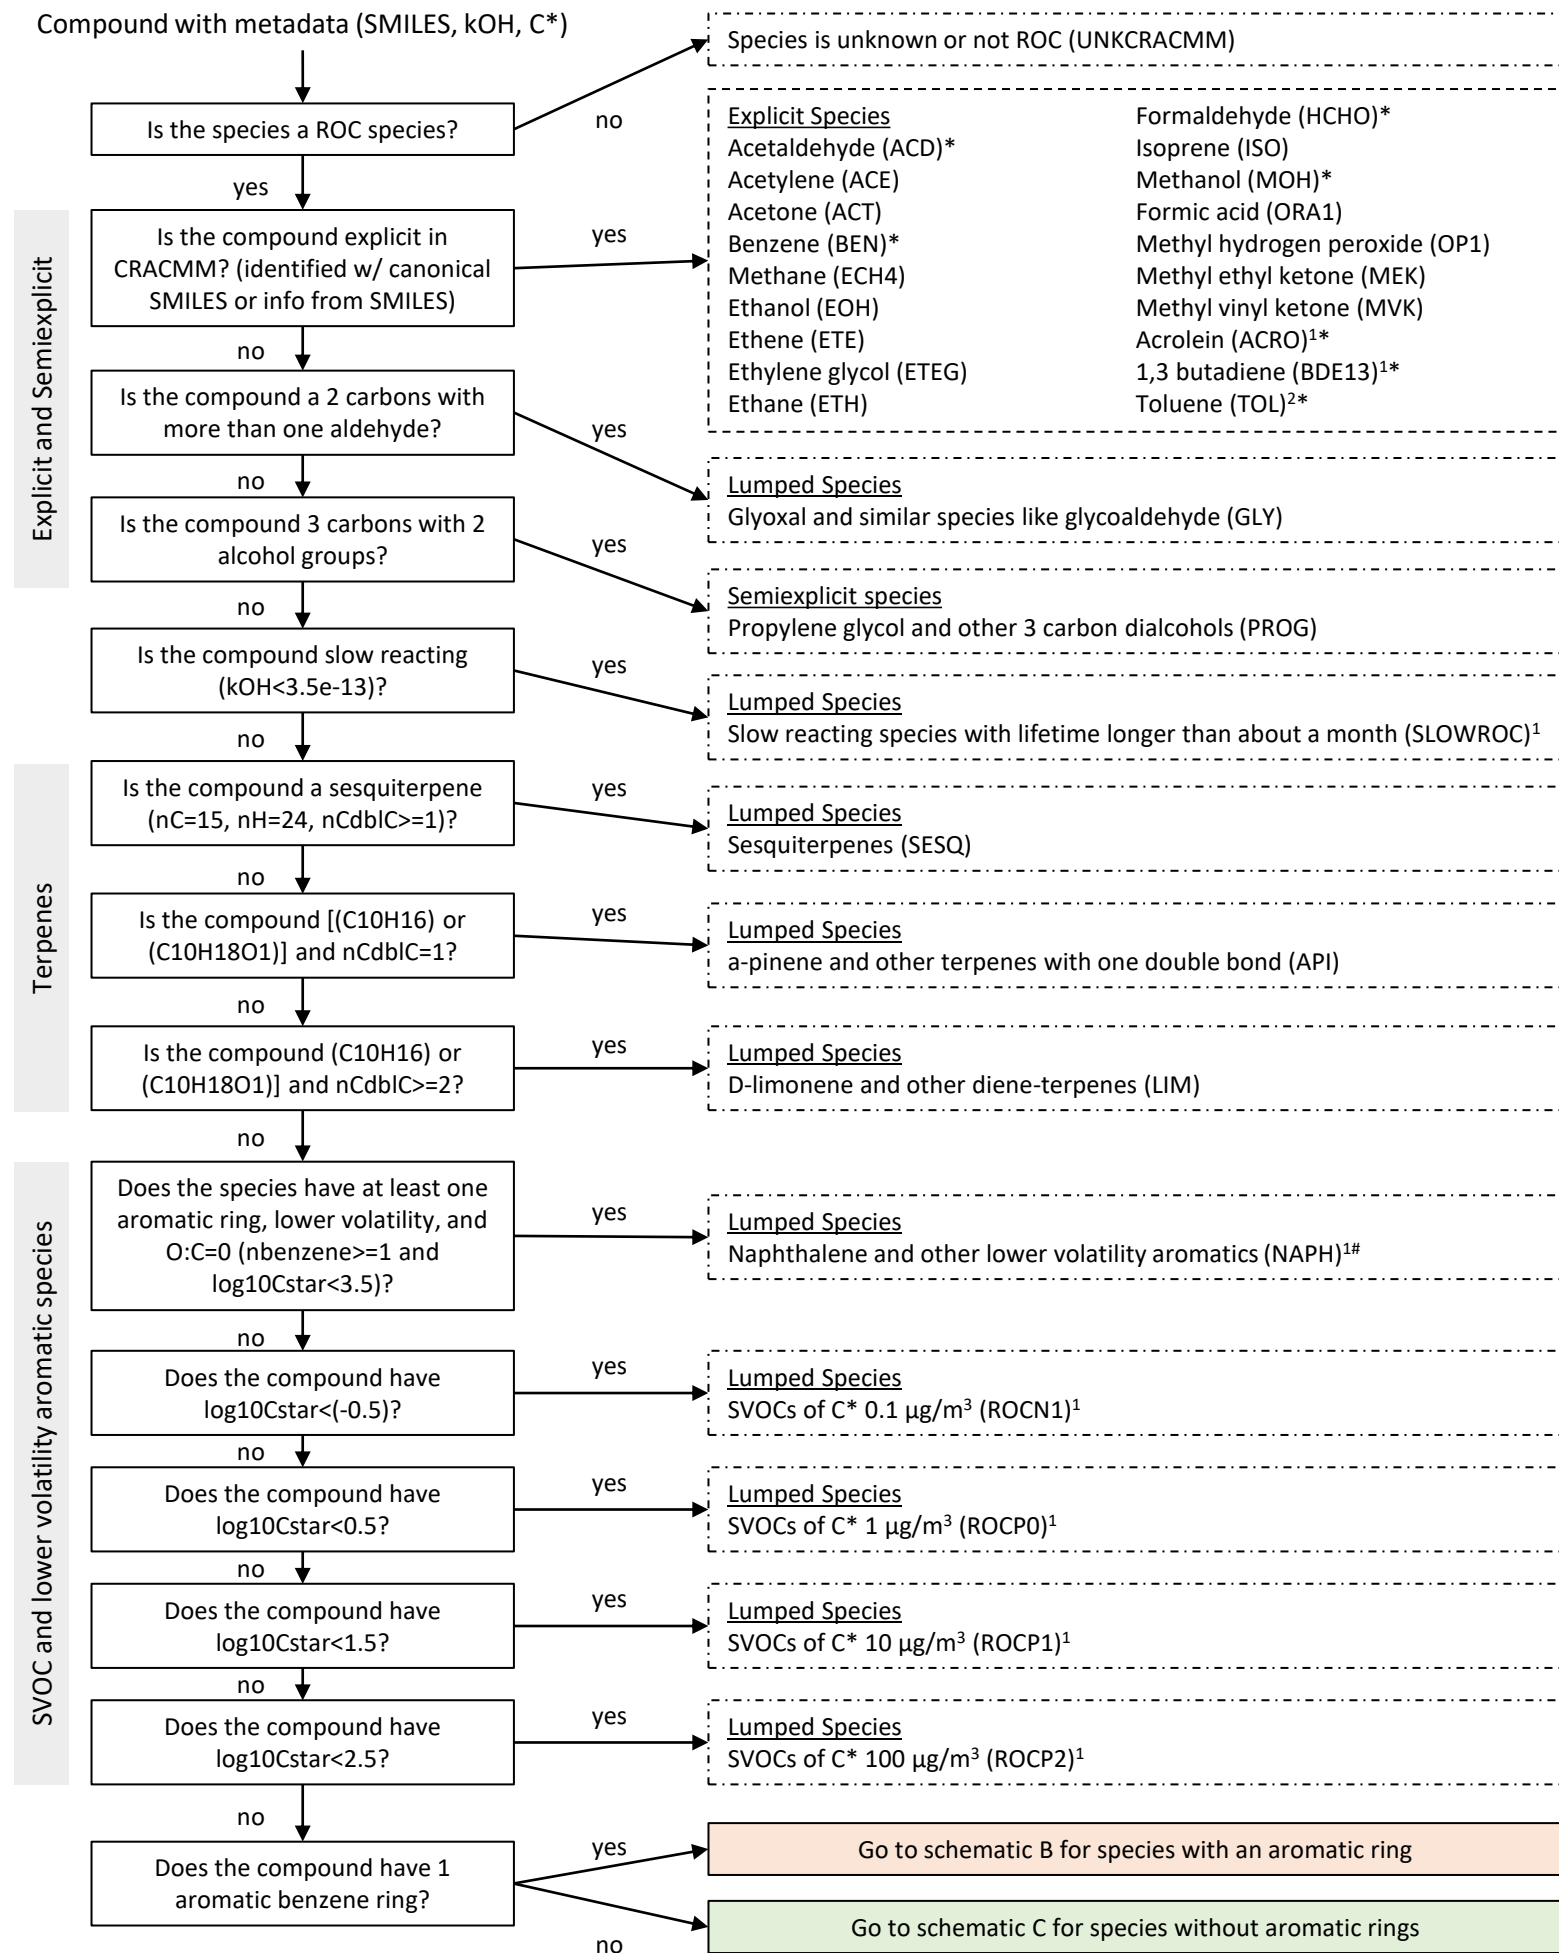 Compound with metadata (SMILES, kOH, C*)
Species is unknown or not ROC (UNKCRACMM)
Is the species a ROC species?
no
yes
Explicit and Semiexplicit
Is the compound explicit in
CRACMM? (identified w/ canonical
SMILES or info from SMILES)
yes
Explicit Species
Acetaldehyde (ACD)*
Acetylene (ACE)
Acetone (ACT)
Benzene (BEN)*
Methane (ECH4)
Ethanol (EOH)
Ethene (ETE)
Ethylene glycol (ETEG)
Ethane (ETH)
Formaldehyde (HCHO)*
Isoprene (ISO)
Methanol (MOH)*
Formic acid (ORA1)
Methyl hydrogen peroxide (OP1)
Methyl ethyl ketone (MEK)
Methyl vinyl ketone (MVK)
Acrolein (ACRO)1*
1,3 butadiene (BDE13)1*
Toluene (TOL)2*
no
Is the compound a 2 carbons with
more than one aldehyde?
yes
Lumped Species
Glyoxal and similar species like glycoaldehyde (GLY)
no
Is the compound 3 carbons with 2
alcohol groups?
yes
Semiexplicit species
Propylene glycol and other 3 carbon dialcohols (PROG)
no
Is the compound slow reacting
(kOH<3.5e-13)?
yes
Lumped Species
Slow reacting species with lifetime longer than about a month (SLOWROC)1
no
Terpenes
Is the compound a sesquiterpene
(nC=15, nH=24, nCdblC>=1)?
yes
Lumped Species
Sesquiterpenes (SESQ)
no
Is the compound [(C10H16) or
(C10H18O1)] and nCdblC=1?
yes
Lumped Species
a-pinene and other terpenes with one double bond (API)
no
Is the compound (C10H16) or
(C10H18O1)] and nCdblC>=2?
yes
Lumped Species
D-limonene and other diene-terpenes (LIM)
no
SVOC and lower volatility aromatic species
Does the species have at least one
aromatic ring, lower volatility, and
O:C=0 (nbenzene>=1 and
log10Cstar<3.5)?
yes
Lumped Species
Naphthalene and other lower volatility aromatics (NAPH)1#
no
Does the compound have
log10Cstar<(-0.5)?
yes
Lumped Species
SVOCs of C* 0.1 µg/m3 (ROCN1)1
no
Does the compound have
log10Cstar<0.5?
yes
Lumped Species
SVOCs of C* 1 µg/m3 (ROCP0)1
no
Does the compound have
log10Cstar<1.5?
yes
Lumped Species
SVOCs of C* 10 µg/m3 (ROCP1)1
no
Does the compound have
log10Cstar<2.5?
yes
Lumped Species
SVOCs of C* 100 µg/m3 (ROCP2)1
no
Does the compound have 1
aromatic benzene ring?
yes
Go to schematic B for species with an aromatic ring
no
Go to schematic C for species without aromatic rings